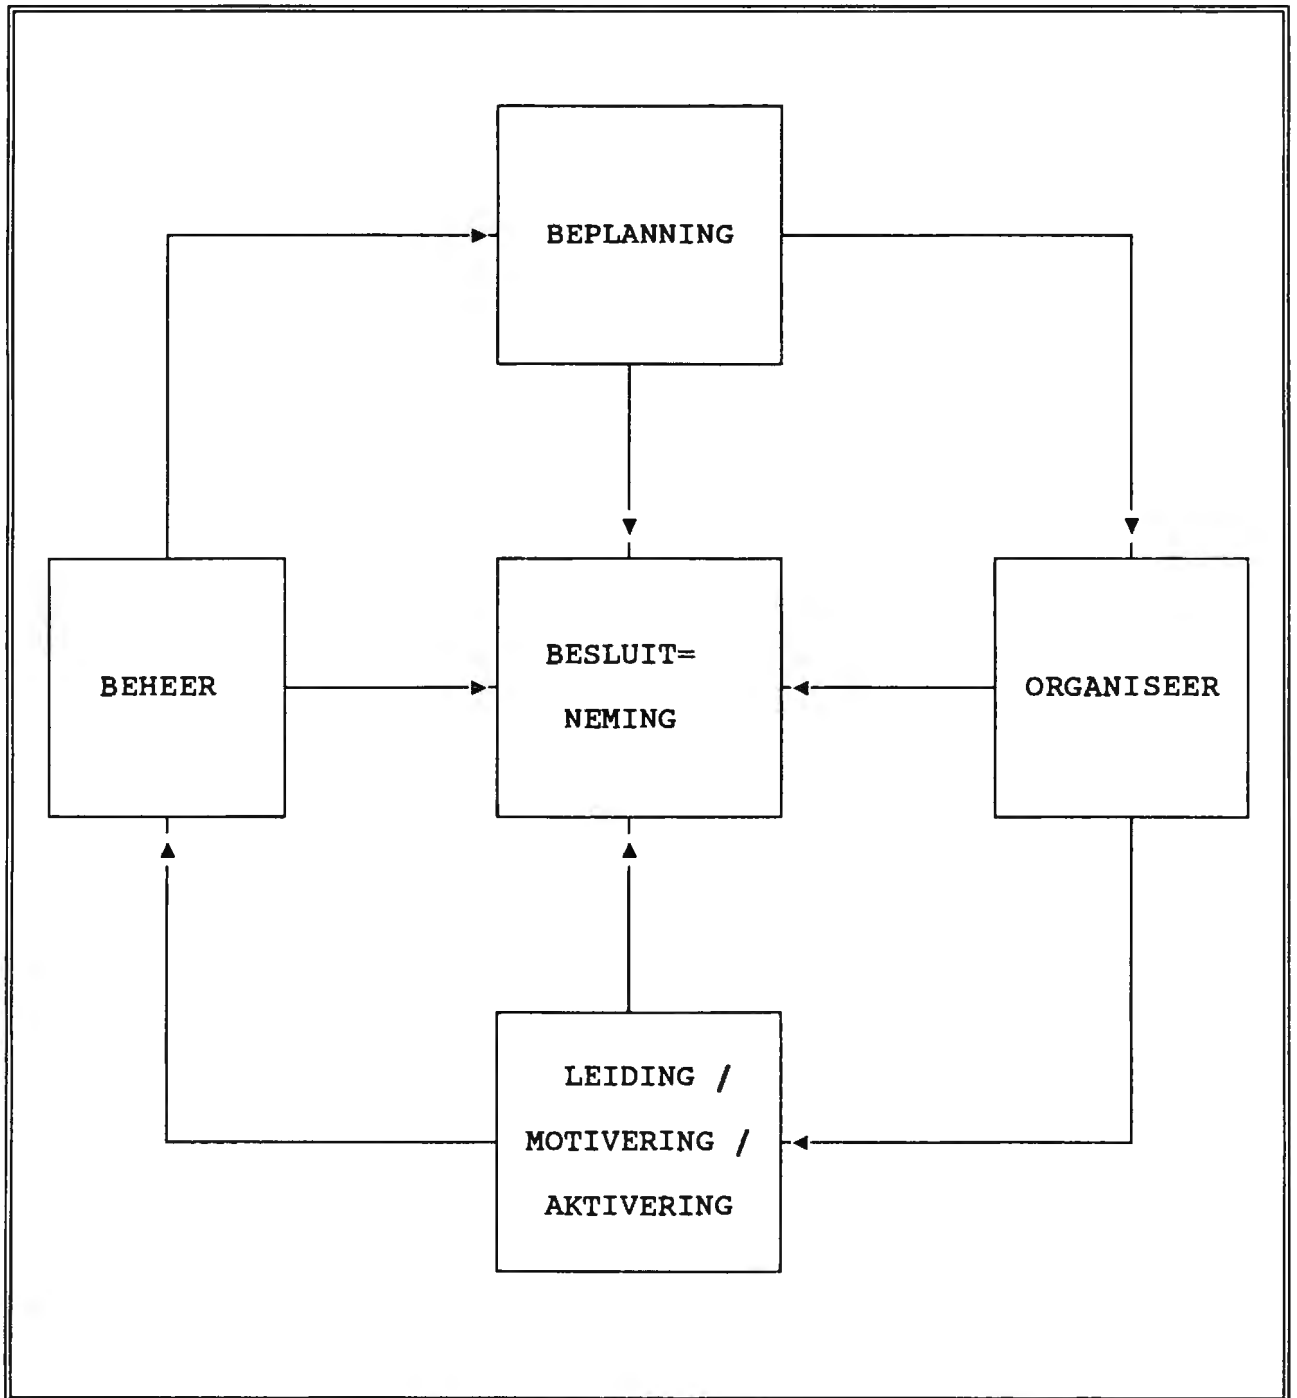 BEPLANNING
BEHEER
BESLUIT=
NEMING
ORGANISEER
LEIDING /
MOTIVERING /
AKTIVERING